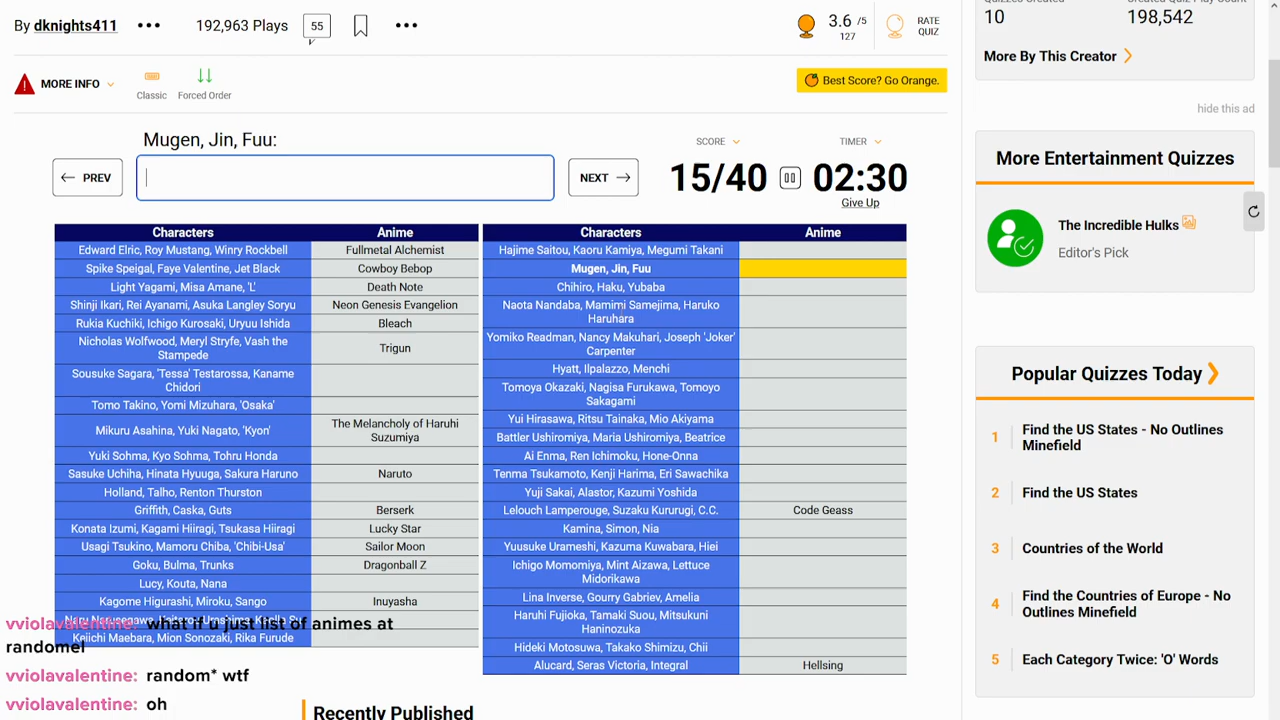 By dknights411 ••• 192,963 Plays 55 •••
3.6 /5
127
RATE
QUIZ
MORE INFO
Classic
Forced Order
Best Score? Go Orange.
Mugen, Jin, Fuu:
← PREV
NEXT →
SCORE
15/40
TIMER
02:30
Give Up
Characters Anime
Edward Elric, Roy Mustang, Winry Rockbell Fullmetal Alchemist
Spike Speigal, Faye Valentine, Jet Black Cowboy Bebop
Light Yagami, Misa Amane, 'L' Death Note
Shinji Ikari, Rei Ayanami, Asuka Langley Soryu Neon Genesis Evangelion
Rukia Kuchiki, Ichigo Kurosaki, Uryuu Ishida Bleach
Nicholas Wolfwood, Meryl Stryfe, Vash the
Stampede
Trigun
Sousuke Sagara, 'Tessa' Testarossa, Kaname
Chidori
Tomo Takino, Yomi Mizuhara, 'Osaka'
Mikuru Asahina, Yuki Nagato, 'Kyon'
The Melancholy of Haruhi
Suzumiya
Yuki Sohma, Kyo Sohma, Tohru Honda
Sasuke Uchiha, Hinata Hyuuga, Sakura Haruno Naruto
Holland, Talho, Renton Thurston
Griffith, Caska, Guts Berserk
Konata Izumi, Kagami Hiiragi, Tsukasa Hiiragi Lucky Star
Usagi Tsukino, Mamoru Chiba, 'Chibi-Usa' Sailor Moon
Goku, Bulma, Trunks Dragonball Z
Lucy, Kouta, Nana
Kagome Higurashi, Miroku, Sango Inuyasha
Keiichi Maebara, Mion Sonozaki, Rika Furude
Characters Anime
Hajime Saitou, Kaoru Kamiya, Megumi Takani
Mugen, Jin, Fuu
Chihiro, Haku, Yubaba
Naota Nandaba, Mamimi Samejima, Haruko
Haruhara
Yomiko Readman, Nancy Makuhari, Joseph 'Joker'
Carpenter
Hyatt, Ilpalazzo, Menchi
Tomoya Okazaki, Nagisa Furukawa, Tomoyo
Sakagami
Yui Hirasawa, Ritsu Tainaka, Mio Akiyama
Battler Ushiromiya, Maria Ushiromiya, Beatrice
Ai Enma, Ren Ichimoku, Hone-Onna
Tenma Tsukamoto, Kenji Harima, Eri Sawachika
Yuji Sakai, Alastor, Kazumi Yoshida
Lelouch Lamperouge, Suzaku Kururugi, C.C. Code Geass
Kamina, Simon, Nia
Yuusuke Urameshi, Kazuma Kuwabara, Hiei
Ichigo Momomiya, Mint Aizawa, Lettuce
Midorikawa
Lina Inverse, Gourry Gabriev, Amelia
Haruhi Fujioka, Tamaki Suou, Mitsukuni
Haninozuka
Hideki Motosuwa, Takako Shimizu, Chii
Alucard, Seras Victoria, Integral Hellsing
vviolavalentine: what if u just list of animes at
randomel
vviolavalentine: random* wtf
vviolavalentine: oh
Recently Published
10
198,542
More By This Creator
hide this ad
More Entertainment Quizzes
The Incredible Hulks
Editor's Pick
Popular Quizzes Today
1 Find the US States - No Outlines
Minefield
2 Find the US States
3 Countries of the World
4 Find the Countries of Europe - No
Outlines Minefield
5 Each Category Twice: 'O' Words